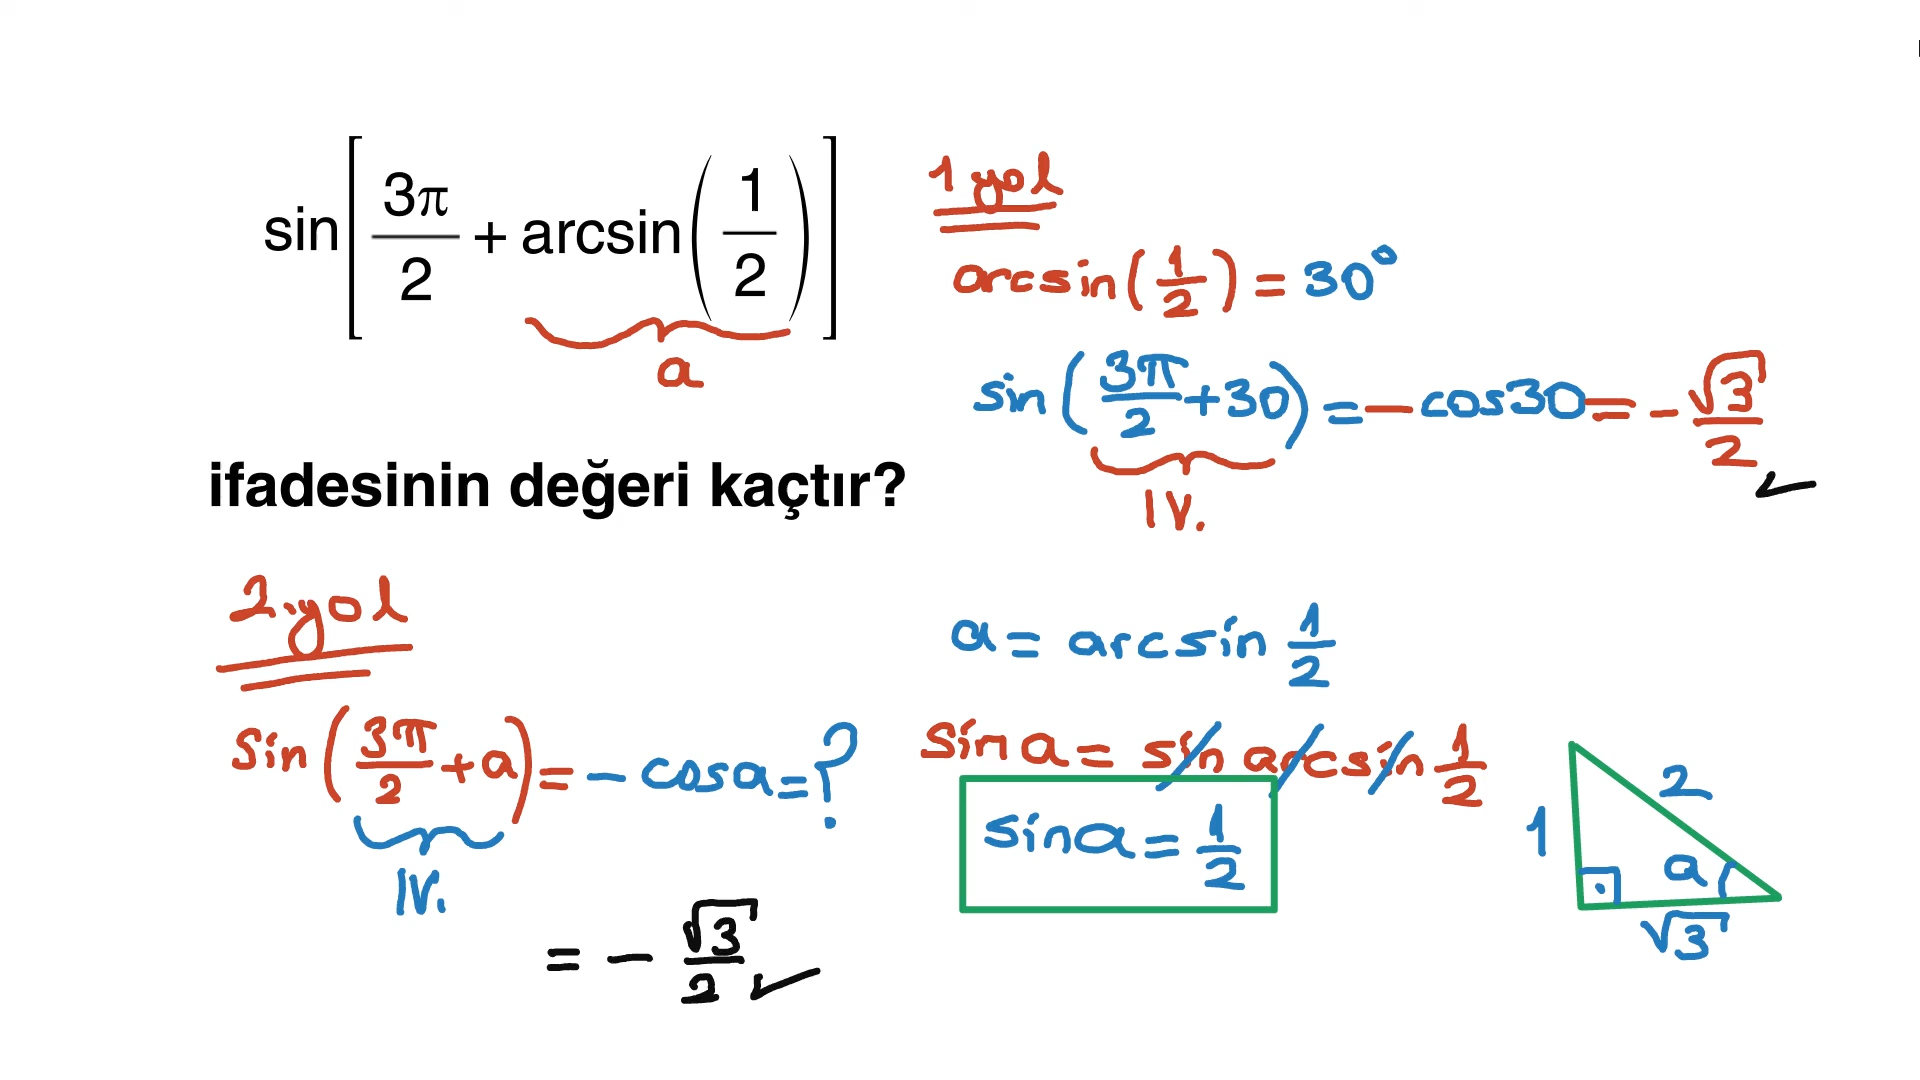 sin[3π/2 + arcsin(1/2)]
a
ifadesinin değeri kaçtır?
1 yol
arcsin(1/2) = 30°
sin(3π/2 + 30) = - cos30 = - √3/2
IV.
2.yol
Sin(3π/2 + a) = - cosa = ?
IV.
= - √3/2
a = arcsin 1/2
sina = sin arcsin 1/2
sina = 1/2
2
1
a
√3